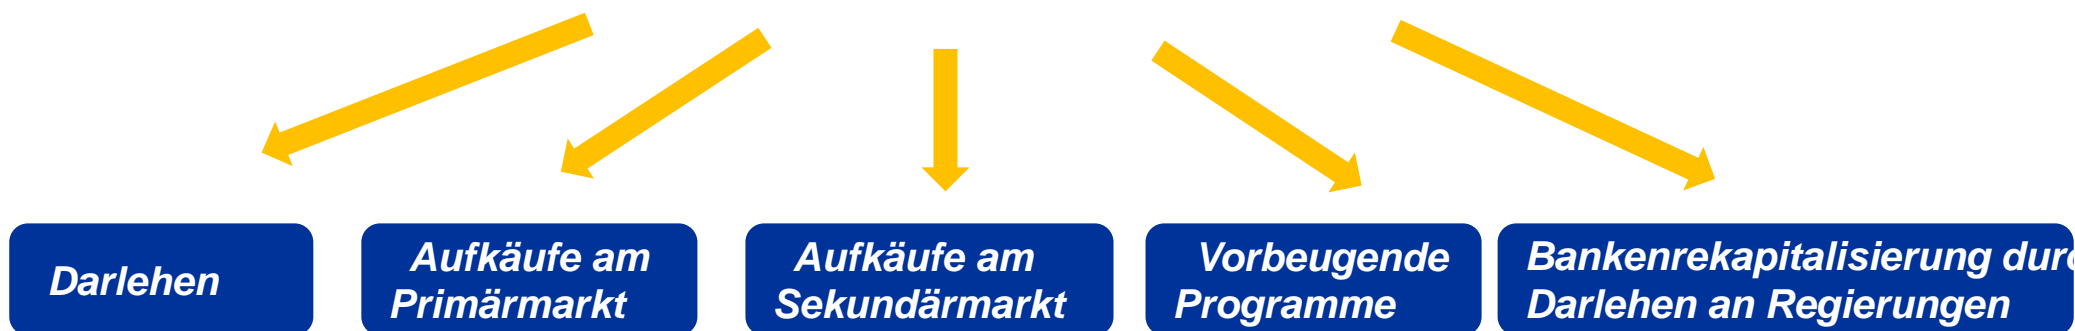 Darlehen
Aufkäufe am
Primärmarkt
Aufkäufe am
Sekundärmarkt
Vorbeugende
Programme
Bankenrekapitalisierung
Darlehen an Regierungen